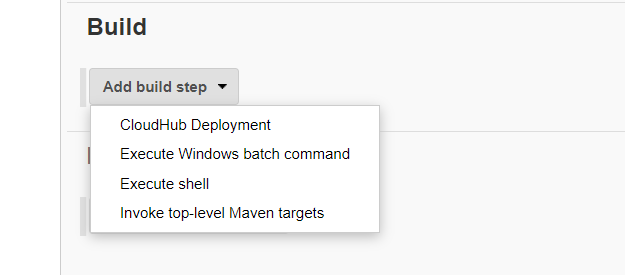 Build
Add build step
CloudHub Deployment
Execute Windows batch command
Execute shell
Invoke top-level Maven targets